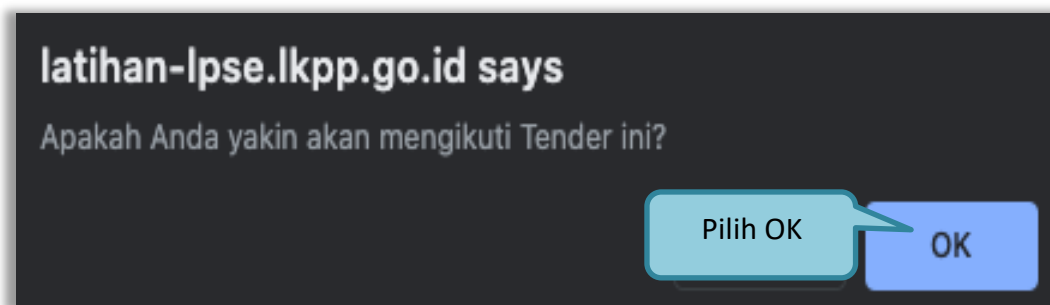 latihan-lpse.lkpp.go.id says
Apakah Anda yakin akan mengikuti Tender ini?
Pilih OK
OK